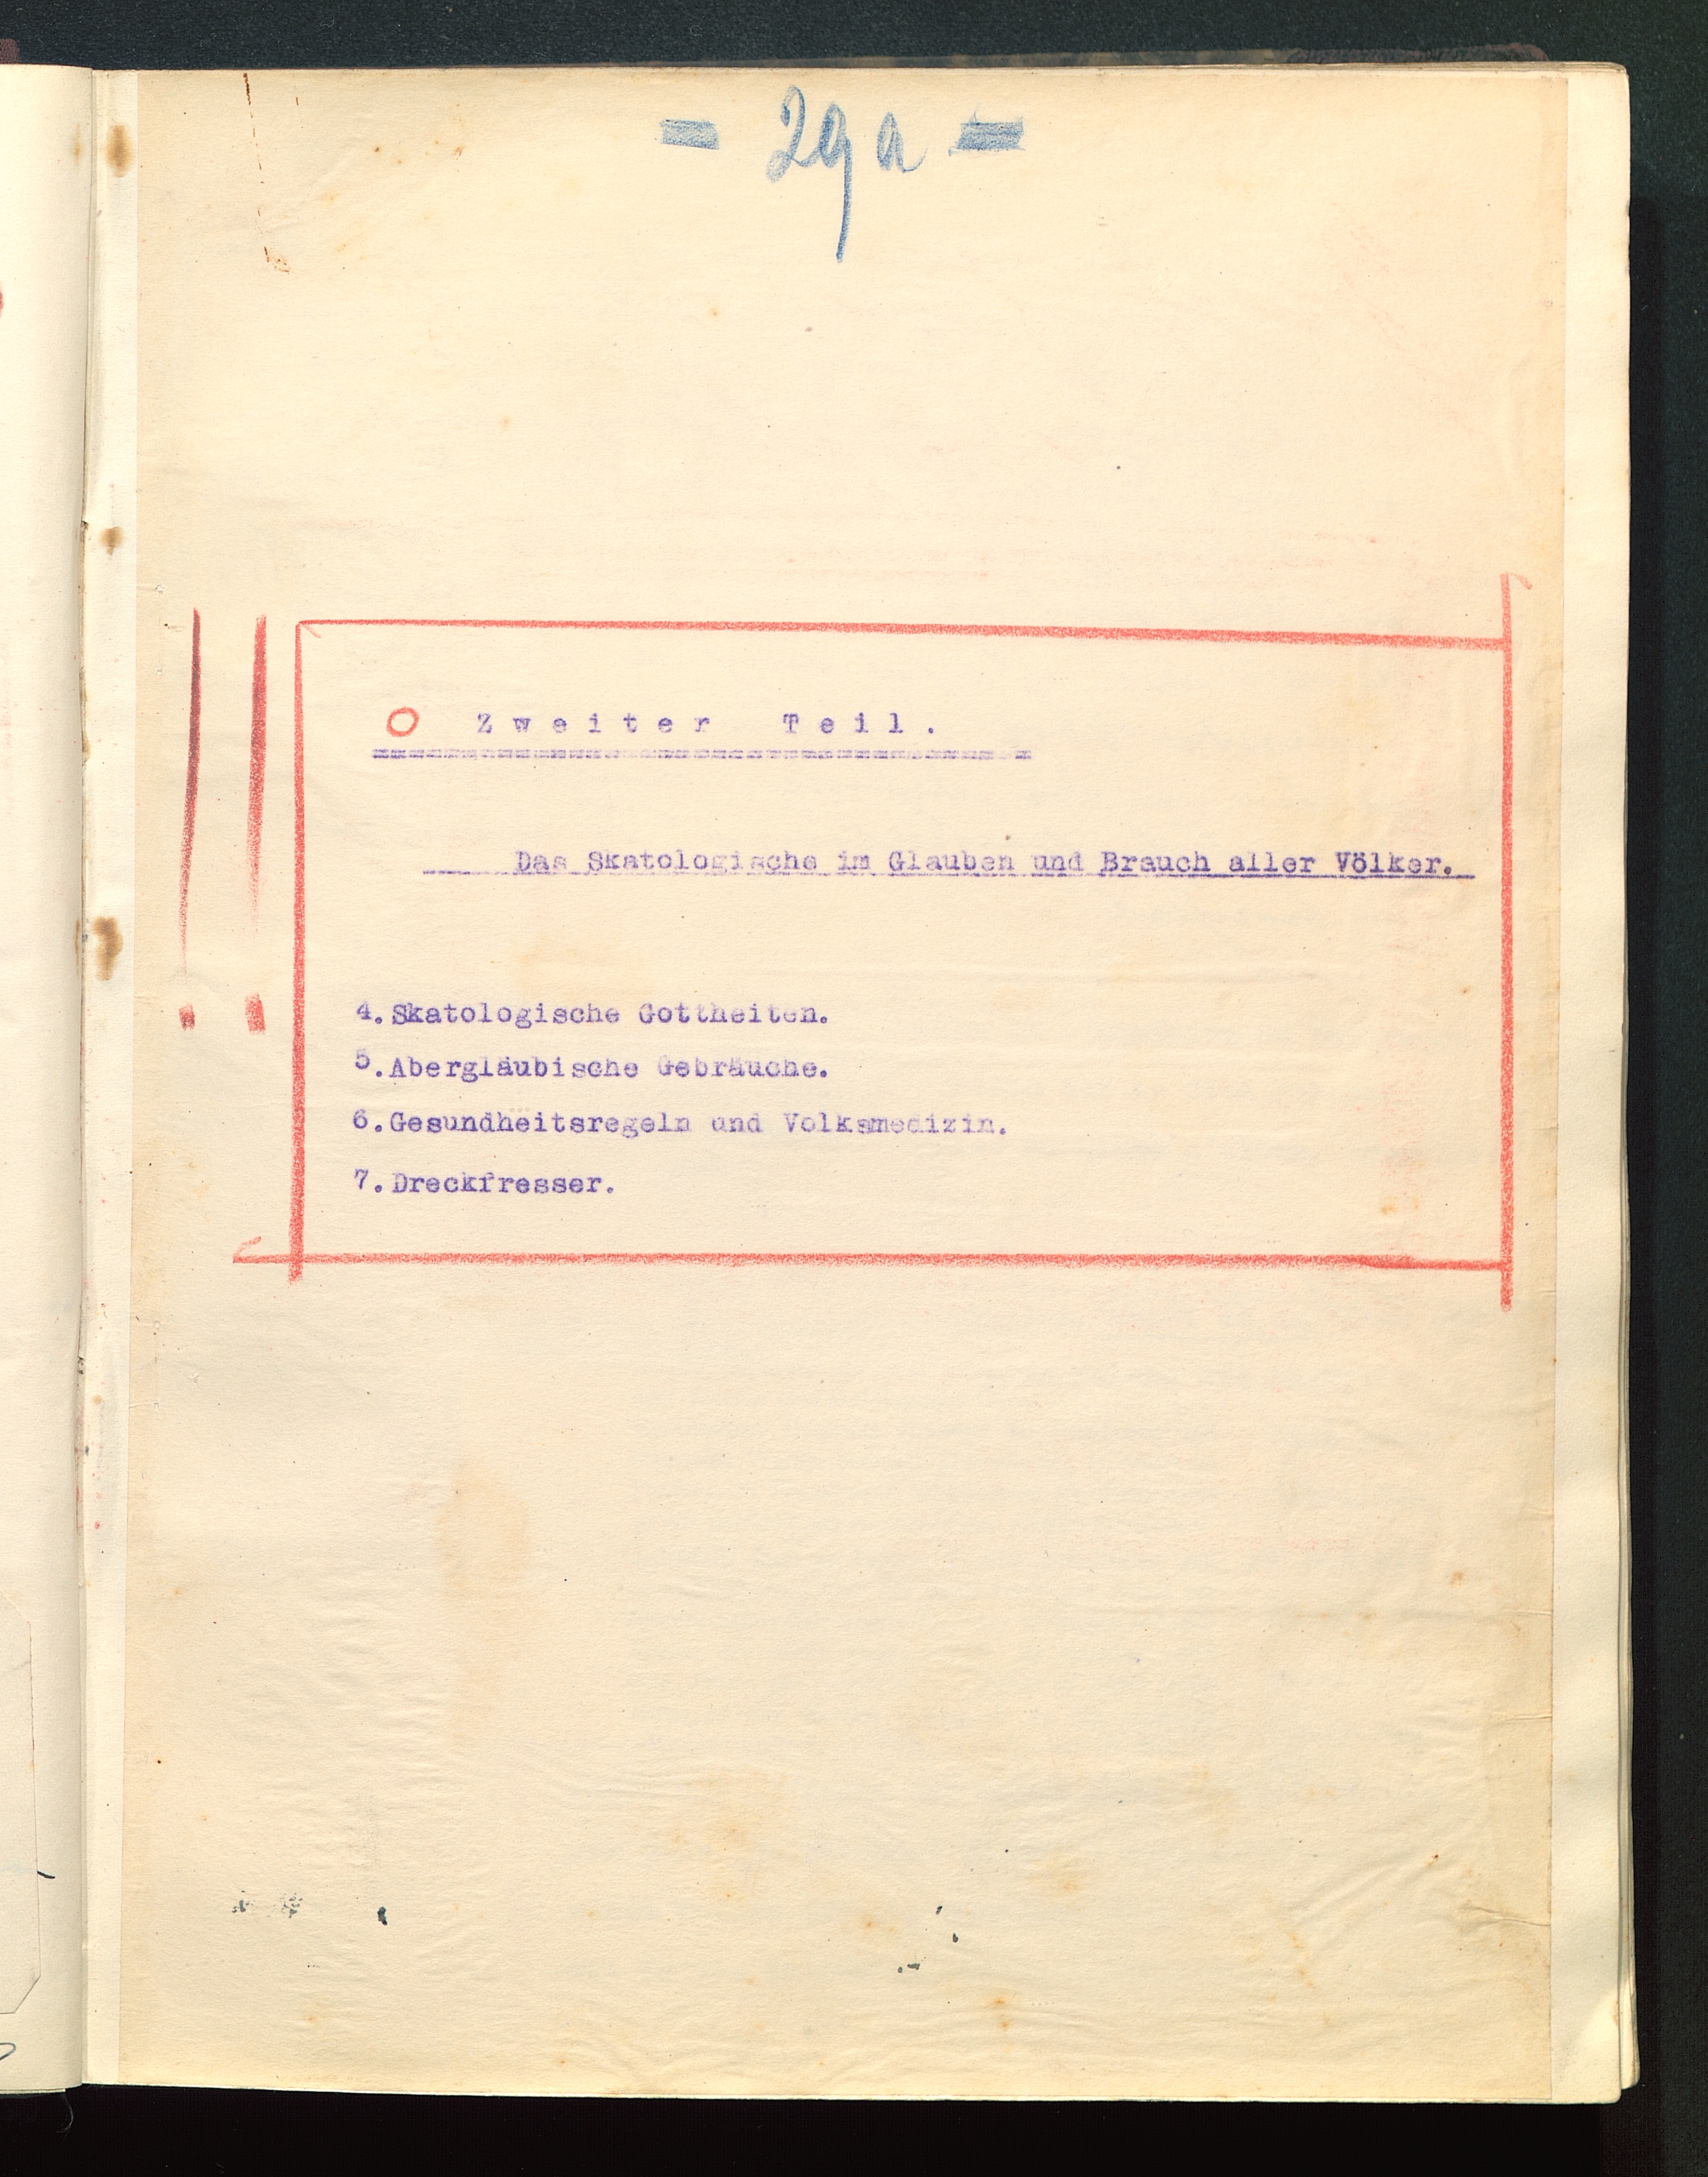 - 29a -
Zweiter Teil.
Das Skatologische im Glauben und Brauch aller Völker.
4. Skatologische Gottheiten.
5. Abergläubische Gebräuche.
6. Gesundheitsregeln und Volksmedizin.
7. Dreckfresser.